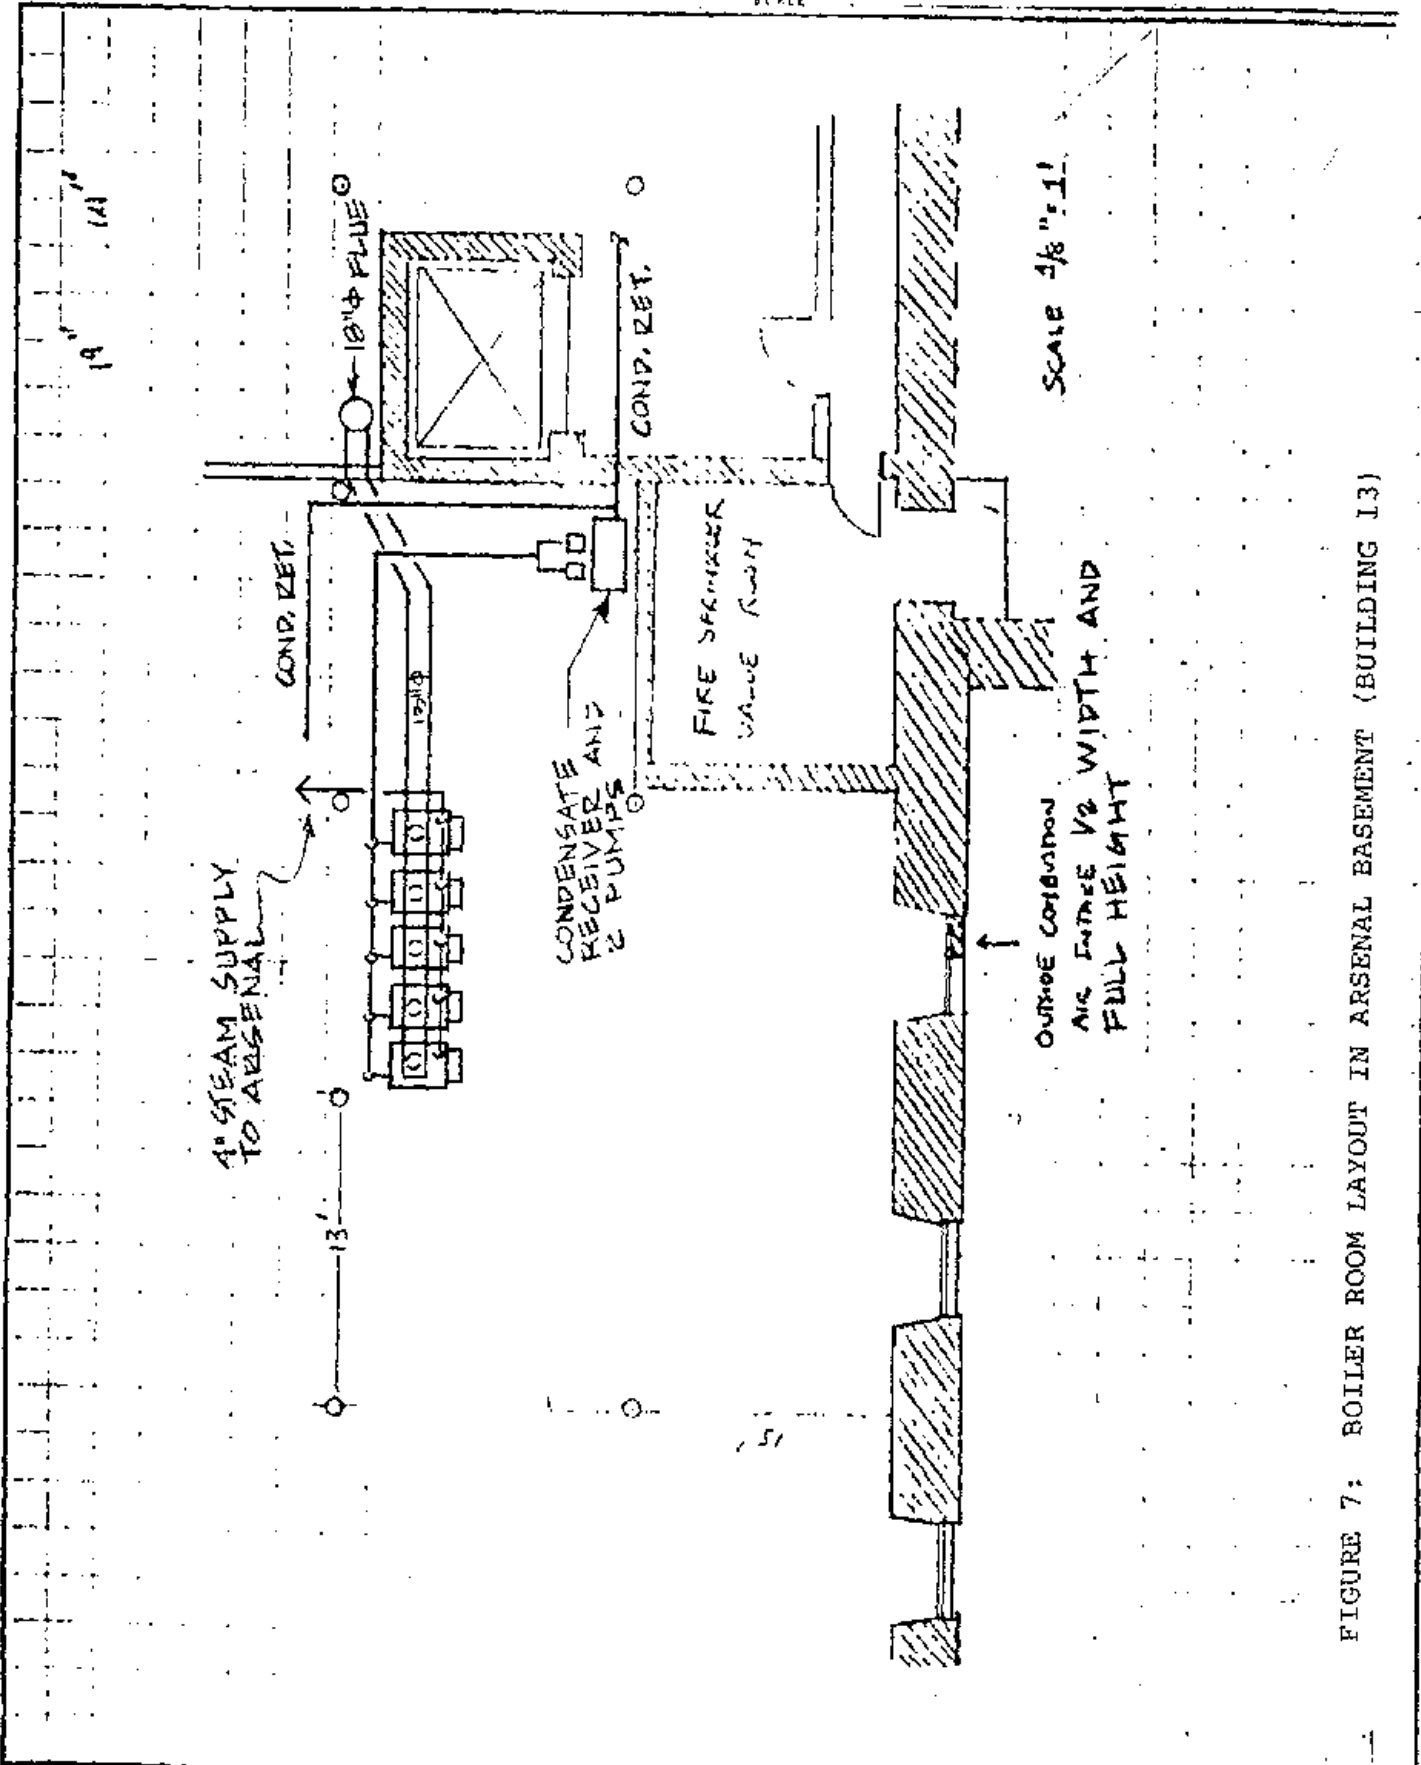 19'
18"φ FLUE
COND. RET.
COND. RET.
4" STEAM SUPPLY
TO ARSENAL
CONDENSATE
RECEIVER AND
2 PUMPS
FIRE SPRINKLER
VALVE ROOM
13'
15'
OUTSIDE COMBUSTION
AIR INTAKE 1/2 WIDTH AND
FULL HEIGHT
SCALE 1/8" = 1'
FIGURE 7: BOILER ROOM LAYOUT IN ARSENAL BASEMENT (BUILDING 13)